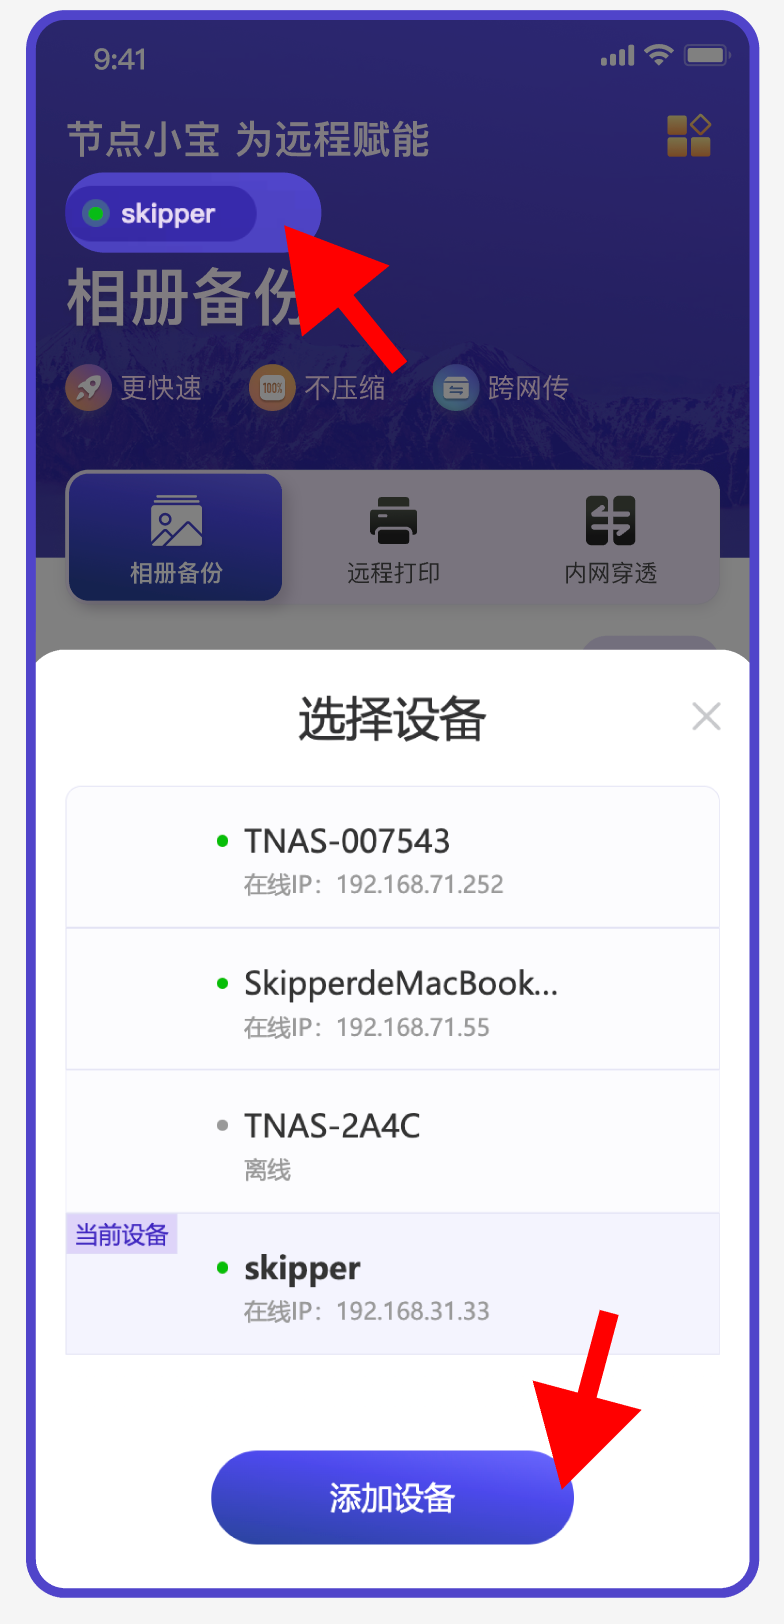 9:41
节点小宝 为远程赋能
skipper
相册备份
更快速
100%
不压缩
跨网传
相册备份
远程打印
内网穿透
选择设备
TNAS-007543
在线IP：192.168.71.252
SkipperdeMacBook...
在线IP：192.168.71.55
TNAS-2A4C
离线
当前设备
skipper
在线IP：192.168.31.33
添加设备